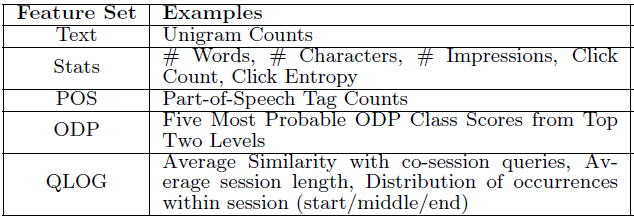 Feature Set Examples
Text Unigram Counts
Stats # Words, # Characters, # Impressions, Click
Count, Click Entropy
POS Part-of-Speech Tag Counts
ODP Five Most Probable ODP Class Scores from Top
Two Levels
QLOG Average Similarity with co-session queries, Av-
erage session length, Distribution of occurrences
within session (start/middle/end)